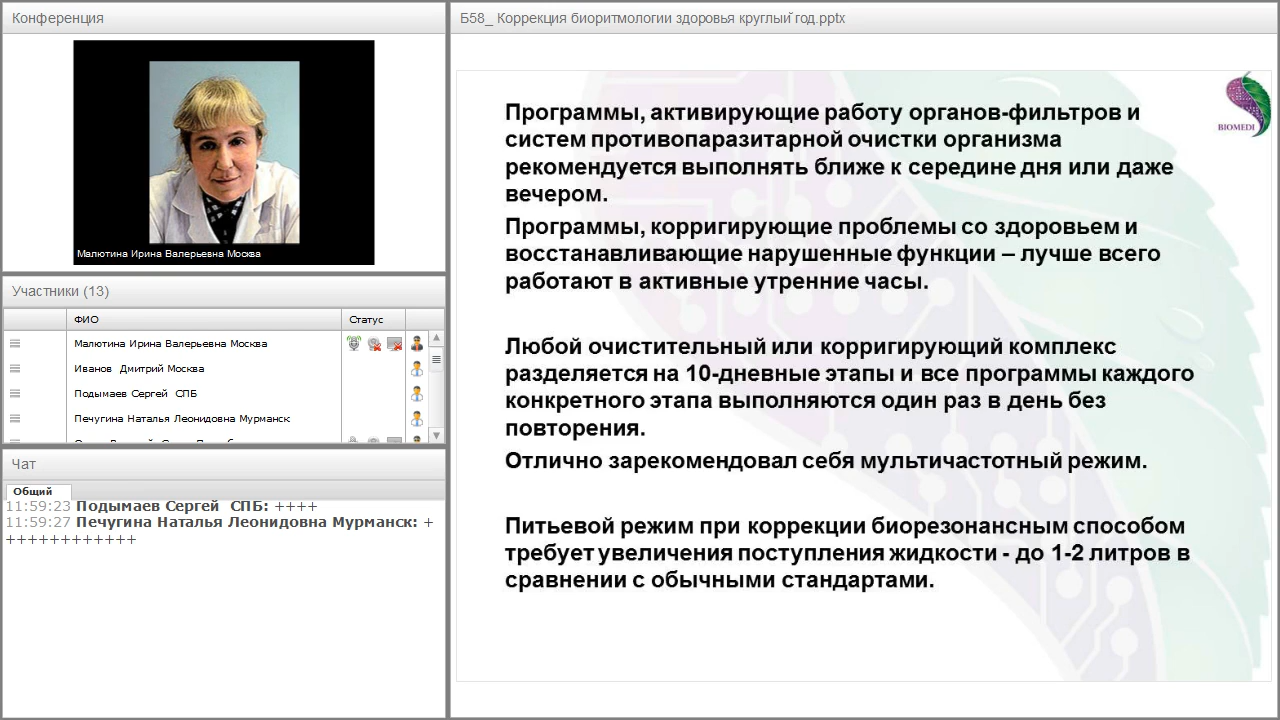 Конференция
Малютина Ирина Валерьевна Москва
Участники (13)
ФИО Статус
Малютина Ирина Валерьевна Москва
Иванов Дмитрий Москва
Подымаев Сергей СПБ
Печугина Наталья Леонидовна Мурманск
Чат
Общий
11:59:23 Подымаев Сергей СПБ: ++++
11:59:27 Печугина Наталья Леонидовна Мурманск: +
++++++++++++
Б58_ Коррекция биоритмологии здоровья круглый год.pptx
BIOMEDI
Программы, активирующие работу органов-фильтров и
систем противопаразитарной очистки организма
рекомендуется выполнять ближе к середине дня или даже
вечером.
Программы, корригирующие проблемы со здоровьем и
восстанавливающие нарушенные функции – лучше всего
работают в активные утренние часы.
Любой очистительный или корригирующий комплекс
разделяется на 10-дневные этапы и все программы каждого
конкретного этапа выполняются один раз в день без
повторения.
Отлично зарекомендовал себя мультичастотный режим.
Питьевой режим при коррекции биорезонансным способом
требует увеличения поступления жидкости - до 1-2 литров в
сравнении с обычными стандартами.